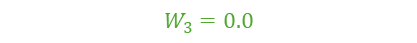 W₃ = 0.0